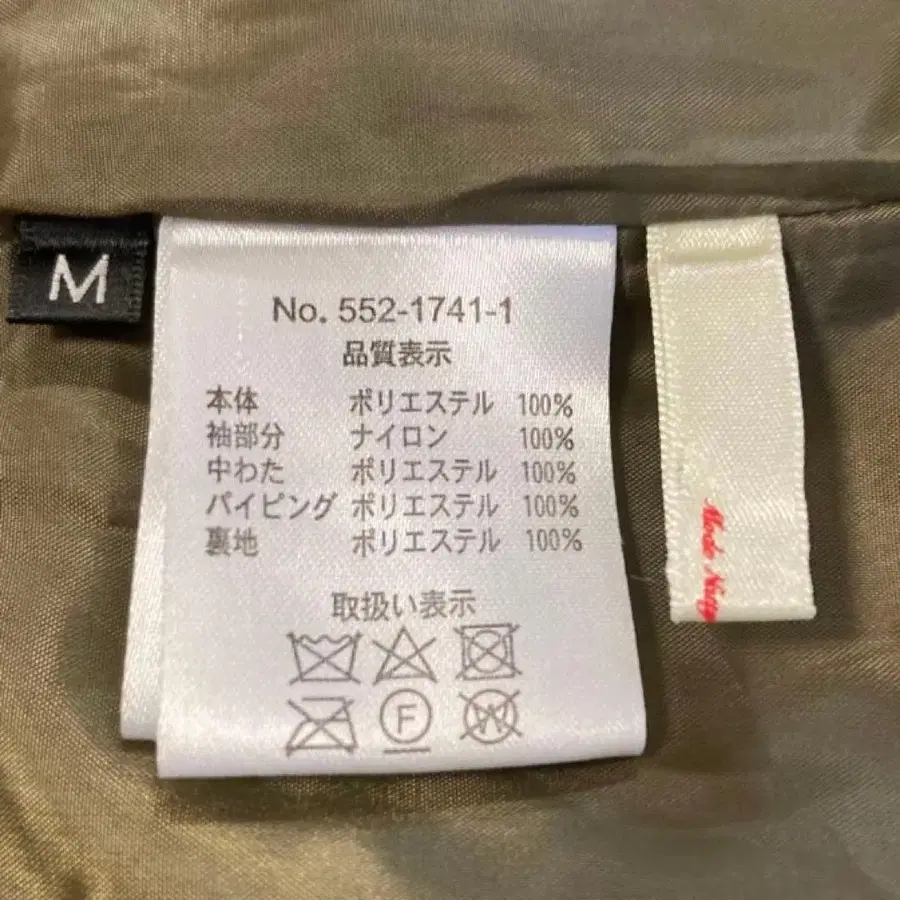 M
No. 552-1741-1
品質表示
本体 ポリエステル 100%
袖部分 ナイロン 100%
中わた ポリエステル 100%
パイピング ポリエステル 100%
裏地 ポリエステル 100%
取扱い表示
F W
Mode